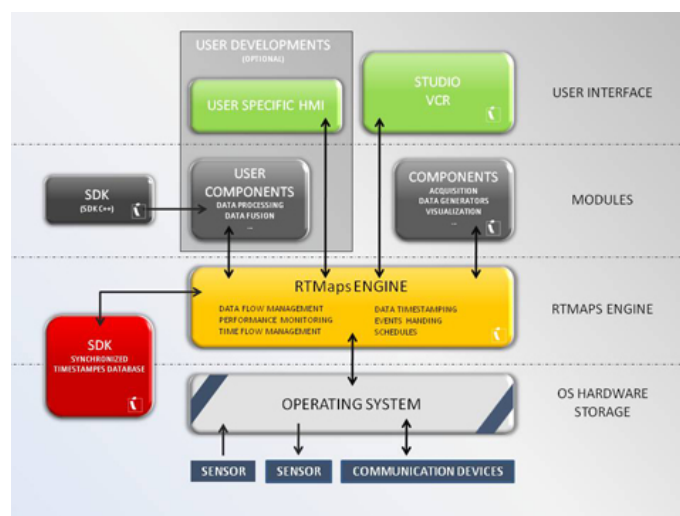 USER DEVELOPMENTS
(OPTIONAL)
USER SPECIFIC HMI
STUDIO
VCR
USER INTERFACE
SDK
(SDK C++)
USER
COMPONENTS
DATA PROCESSING
DATA FUSION
...
COMPONENTS
ACQUISITION
DATA GENERATORS
VISUALIZATION
...
MODULES
RTMaps ENGINE
DATA FLOW MANAGEMENT
PERFORMANCE MONITORING
TIME FLOW MANAGEMENT
DATA TIMESTAMPING
EVENTS HANDING
SCHEDULES
RTMAPS ENGINE
SDK
SYNCHRONIZED
TIMESTAMPES DATABASE
OPERATING SYSTEM
OS HARDWARE
STORAGE
SENSOR
SENSOR
COMMUNICATION DEVICES